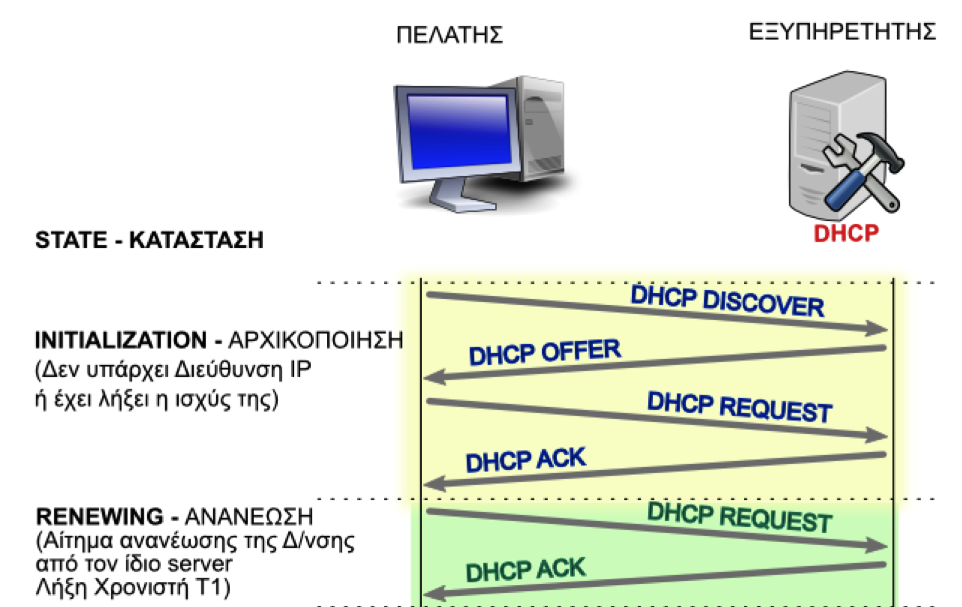 ΠΕΛΑΤΗΣ
ΕΞΥΠΗΡΕΤΗΤΗΣ
DHCP
STATE - ΚΑΤΑΣΤΑΣΗ
DHCP DISCOVER
INITIALIZATION - ΑΡΧΙΚΟΠΟΙΗΣΗ
(Δεν υπάρχει Διεύθυνση IP
ή έχει λήξει η ισχύς της)
DHCP OFFER
DHCP REQUEST
DHCP ACK
RENEWING - ΑΝΑΝΕΩΣΗ
(Αίτημα ανανέωσης της Δ/νσης
από τον ίδιο server
Λήξη Χρονιστή T1)
DHCP REQUEST
DHCP ACK